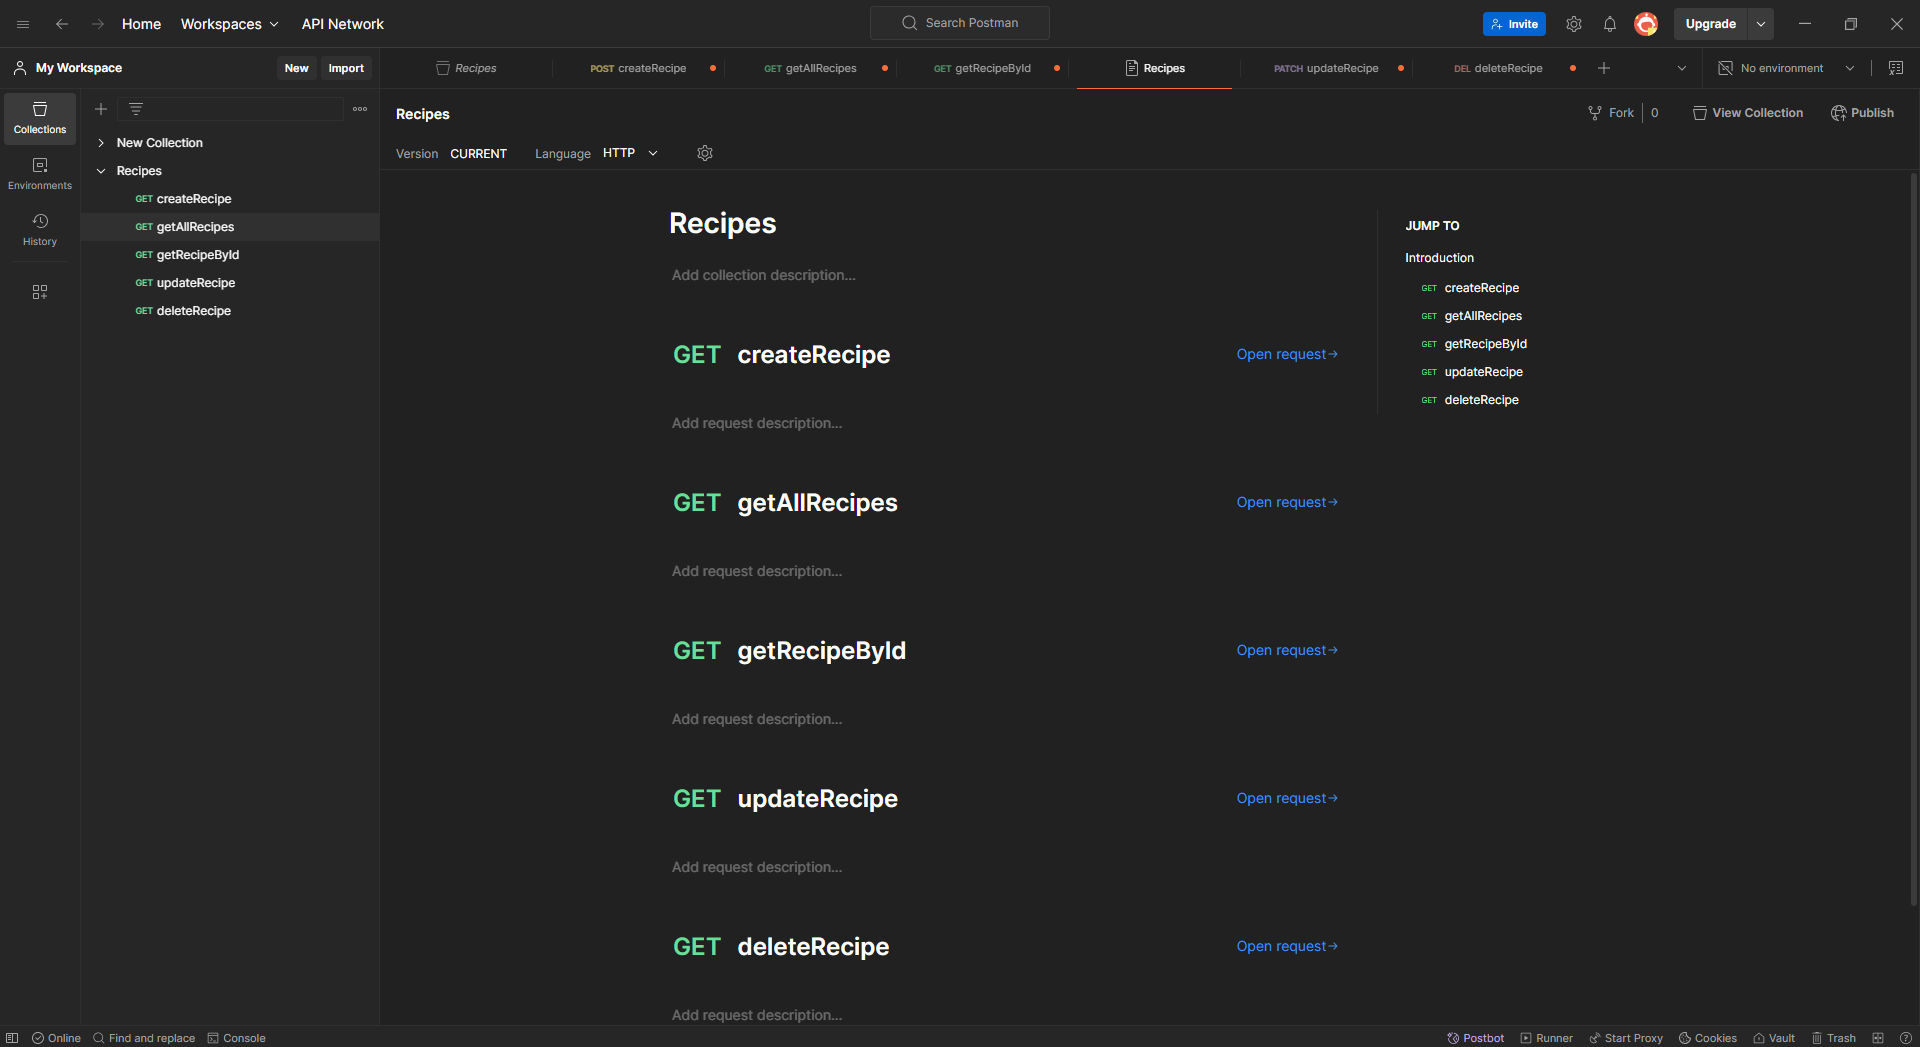 Home Workspaces API Network Search Postman Invite Upgrade
My Workspace New Import Recipes POST createRecipe GET getAllRecipes GET getRecipeById Recipes PATCH updateRecipe DEL deleteRecipe No environment
Collections
Environments
History
New Collection
Recipes
GET createRecipe
GET getAllRecipes
GET getRecipeById
GET updateRecipe
GET deleteRecipe
Recipes Fork 0 View Collection Publish
Version CURRENT Language HTTP
Recipes
Add collection description...
GET createRecipe Open request
Add request description...
GET getAllRecipes Open request
Add request description...
GET getRecipeById Open request
Add request description...
GET updateRecipe Open request
Add request description...
GET deleteRecipe Open request
Add request description...
JUMP TO
Introduction
GET createRecipe
GET getAllRecipes
GET getRecipeById
GET updateRecipe
GET deleteRecipe
Online Find and replace Console Postbot Runner Start Proxy Cookies Vault Trash